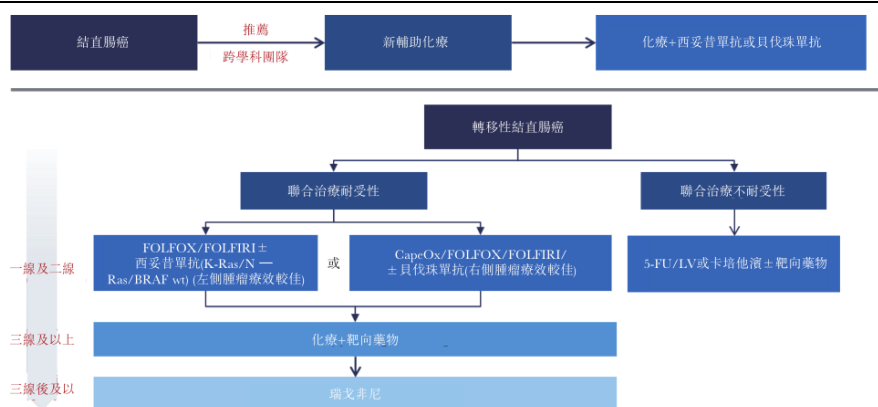 結直腸癌
推薦
跨學科團隊
新輔助化療
化療+西妥昔單抗或貝伐珠單抗
轉移性結直腸癌
聯合治療耐受性
聯合治療不耐受性
一線及二線
FOLFOX/FOLFIRI±
西妥昔單抗(K-Ras/N —
Ras/BRAF wt) (左側腫瘤療效較佳)
或
CapeOx/FOLFOX/FOLFIRI/
±貝伐珠單抗(右側腫瘤療效較佳)
5-FU/LV或卡培他濱±靶向藥物
三線及以上
化療+靶向藥物
三線後及以
瑞戈非尼